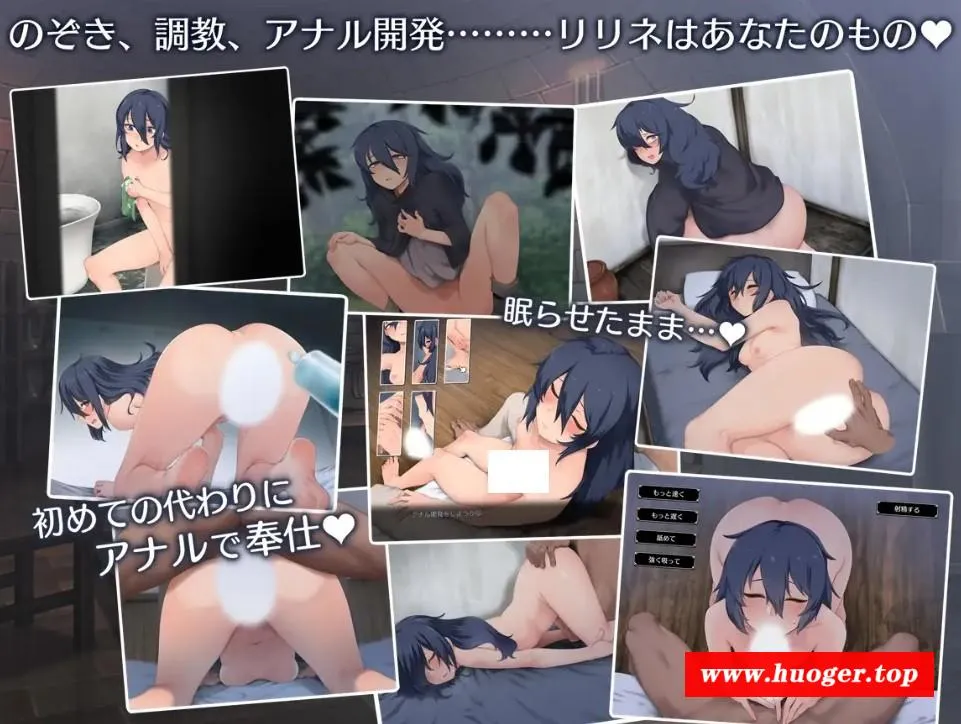 のぞき、調教、アナル開発………リリネはあなたのもの♥
眠らせたまま…♥
初めての代わりに
アナルで奉仕♥
もっと速く
もっと遅く
舐めて
強く吸って
射精する
www.huoger.top